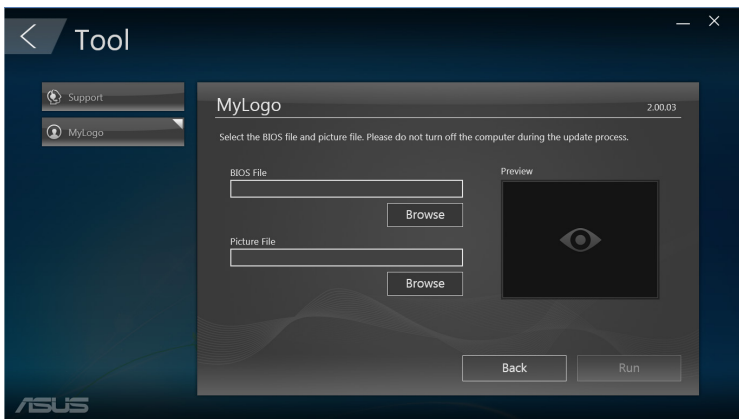 Tool
Support
MyLogo
MyLogo
2.00.03
Select the BIOS file and picture file. Please do not turn off the computer during the update process.
BIOS File
Browse
Picture File
Browse
Preview
Back
Run
ASUS